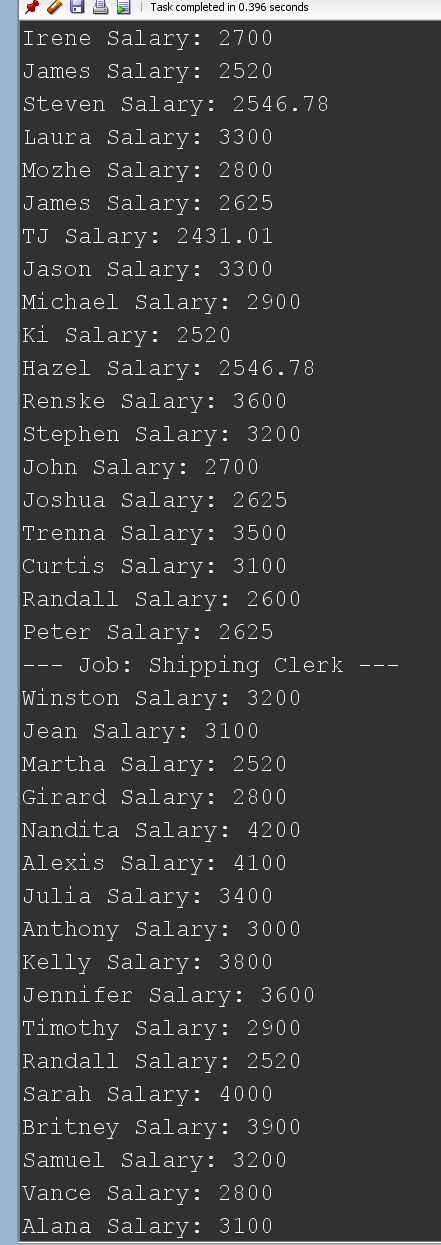 Task completed in 0.396 seconds
Irene Salary: 2700
James Salary: 2520
Steven Salary: 2546.78
Laura Salary: 3300
Mozhe Salary: 2800
James Salary: 2625
TJ Salary: 2431.01
Jason Salary: 3300
Michael Salary: 2900
Ki Salary: 2520
Hazel Salary: 2546.78
Renske Salary: 3600
Stephen Salary: 3200
John Salary: 2700
Joshua Salary: 2625
Trenna Salary: 3500
Curtis Salary: 3100
Randall Salary: 2600
Peter Salary: 2625
--- Job: Shipping Clerk ---
Winston Salary: 3200
Jean Salary: 3100
Martha Salary: 2520
Girard Salary: 2800
Nandita Salary: 4200
Alexis Salary: 4100
Julia Salary: 3400
Anthony Salary: 3000
Kelly Salary: 3800
Jennifer Salary: 3600
Timothy Salary: 2900
Randall Salary: 2520
Sarah Salary: 4000
Britney Salary: 3900
Samuel Salary: 3200
Vance Salary: 2800
Alana Salary: 3100